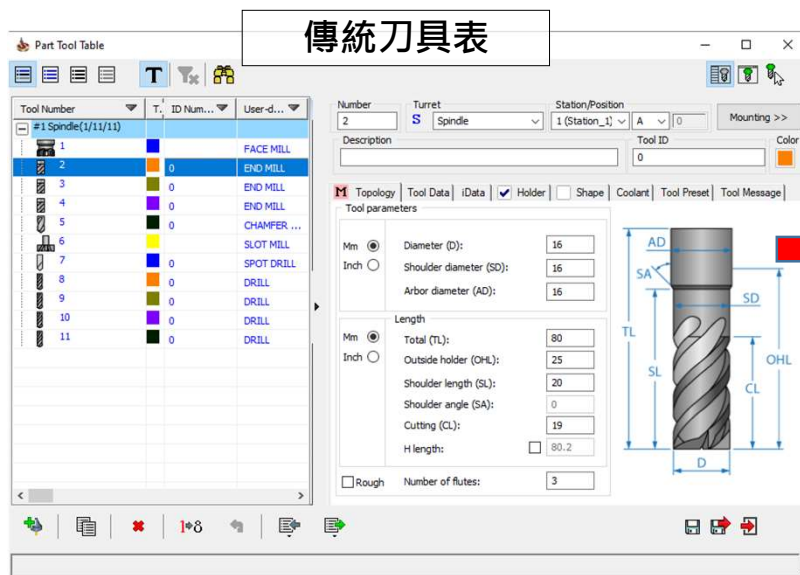 傳統刀具表
Part Tool Table
T
Tool Number T. ID Num... User-d...
#1 Spindle(1/11/11)
1 FACE MILL
2 0 END MILL
3 0 END MILL
4 0 END MILL
5 0 CHAMFER ...
6 SLOT MILL
7 0 SPOT DRILL
8 0 DRILL
9 0 DRILL
10 0 DRILL
11 0 DRILL
Number Turret Station/Position
2 S Spindle 1 (Station_1) A 0 Mounting >>
Description Tool ID Color
0
M Topology Tool Data iData Holder Shape Coolant Tool Preset Tool Message
Tool parameters
Mm Diameter (D): 16
Inch Shoulder diameter (SD): 16
Arbor diameter (AD): 16
Length
Mm Total (TL): 80
Inch Outside holder (OHL): 25
Shoulder length (SL): 20
Shoulder angle (SA): 0
Cutting (CL): 19
H length: 80.2
Rough Number of flutes: 3
AD
SA
SD
TL
OHL
SL
CL
D